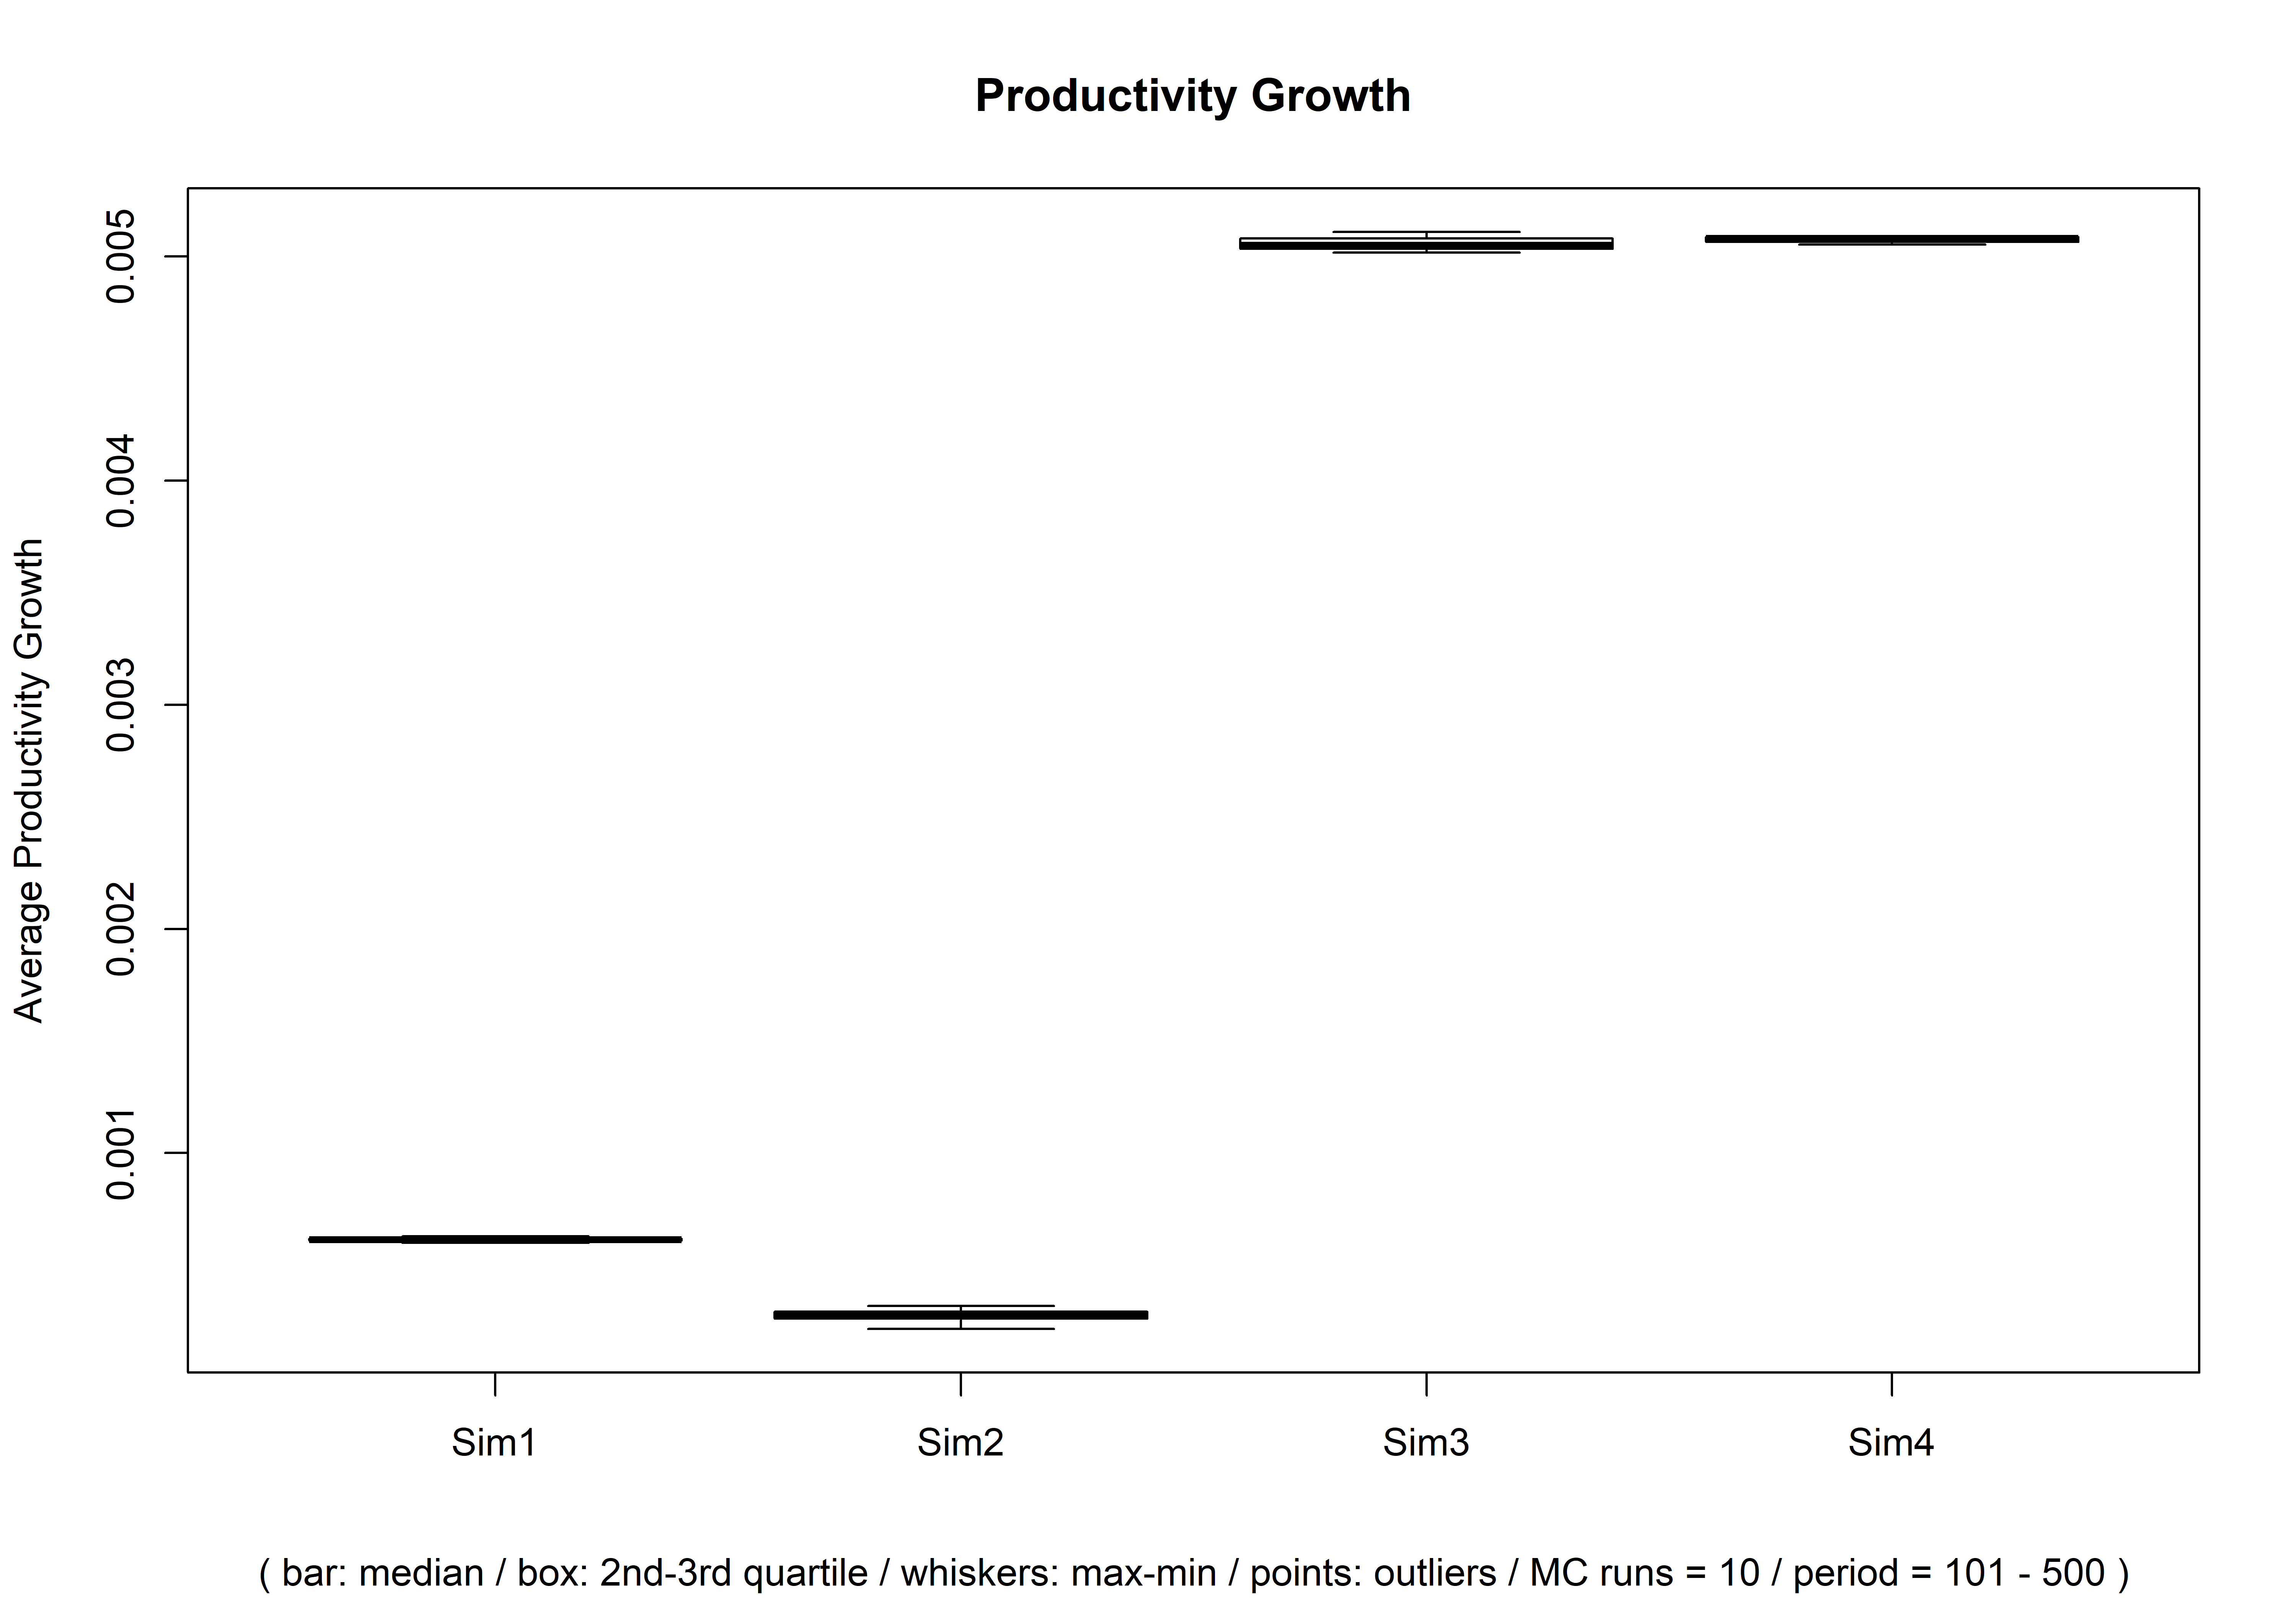 Productivity Growth
Average Productivity Growth
0.005
0.004
0.003
0.002
0.001
Sim1 Sim2 Sim3 Sim4
( bar: median / box: 2nd-3rd quartile / whiskers: max-min / points: outliers / MC runs = 10 / period = 101 - 500 )